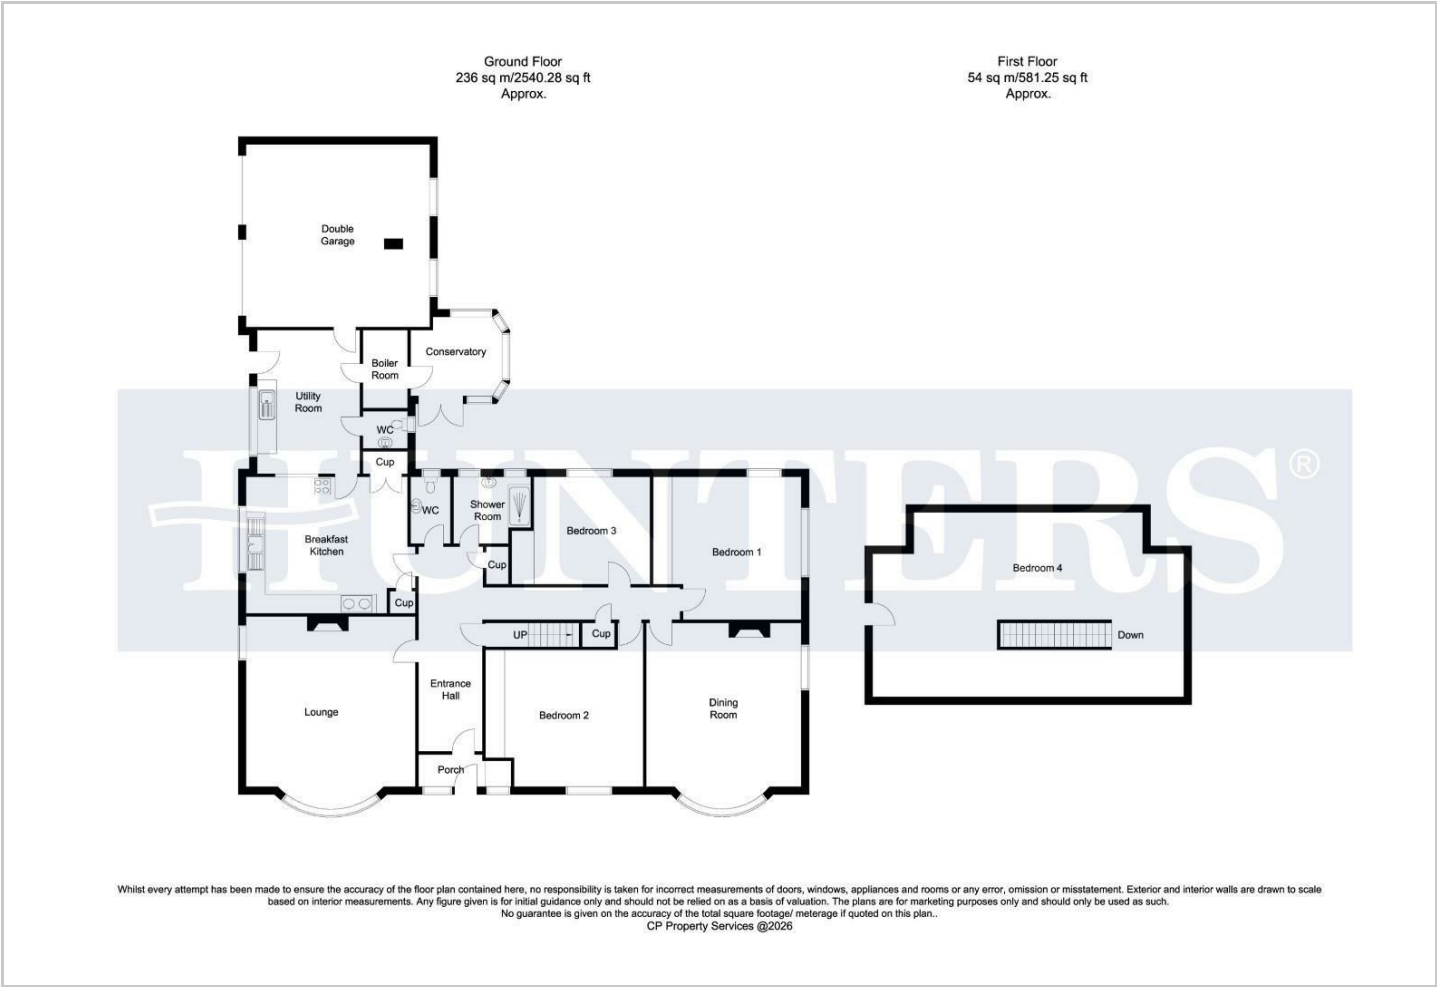 Ground Floor
236 sq m/2540.28 sq ft
Approx.
First Floor
54 sq m/581.25 sq ft
Approx.
Double
Garage
Conservatory
Boiler
Room
Utility
Room
WC
Cup
WC
Shower
Room
Breakfast
Kitchen
Cup
Cup
Bedroom 3
Bedroom 1
HUNTERS®
Bedroom 4
Down
UP
Cup
Entrance
Hall
Lounge
Bedroom 2
Dining
Room
Porch
Whilst every attempt has been made to ensure the accuracy of the floor plan contained here, no responsibility is taken for incorrect measurements of doors, windows, appliances and rooms or any error, omission or misstatement. Exterior and interior walls are drawn to scale
based on interior measurements. Any figure given is for initial guidance only and should not be relied on as a basis of valuation. The plans are for marketing purposes only and should only be used as such.
No guarantee is given on the accuracy of the total square footage/ meterage if quoted on this plan..
CP Property Services @2026